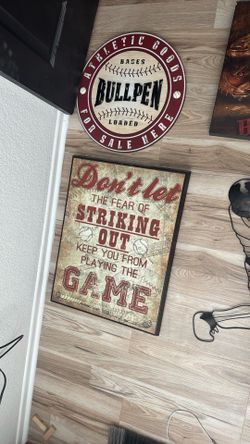 ATHLETIC GOODS
BASES
BULLPEN
LOADED
FOR SALE HERE
Don't let
THE FEAR OF
STRIKING
OUT
KEEP YOU FROM
PLAYING THE
GAME